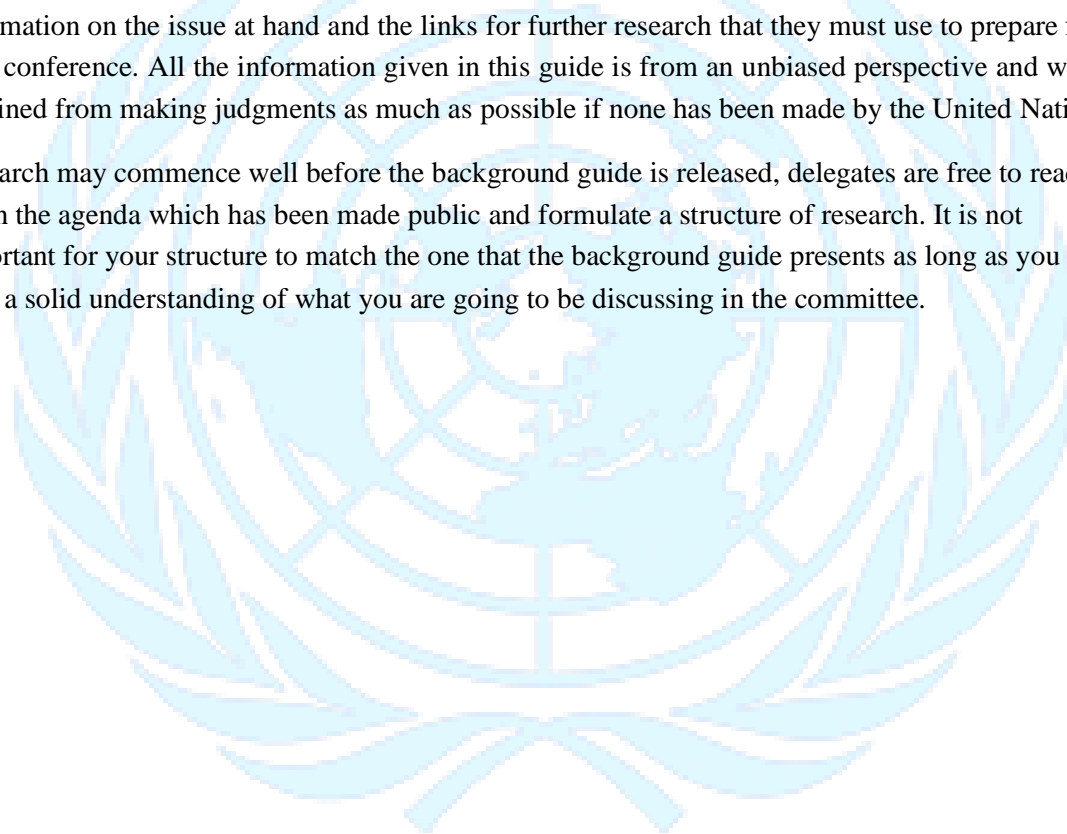 mation on the issue at hand and the links for further research that they must use to prepare
conference. All the information given in this guide is from an unbiased perspective and w
ined from making judgments as much as possible if none has been made by the United Nati
arch may commence well before the background guide is released, delegates are free to rea
the agenda which has been made public and formulate a structure of research. It is not
ortant for your structure to match the one that the background guide presents as long as you
a solid understanding of what you are going to be discussing in the committee.